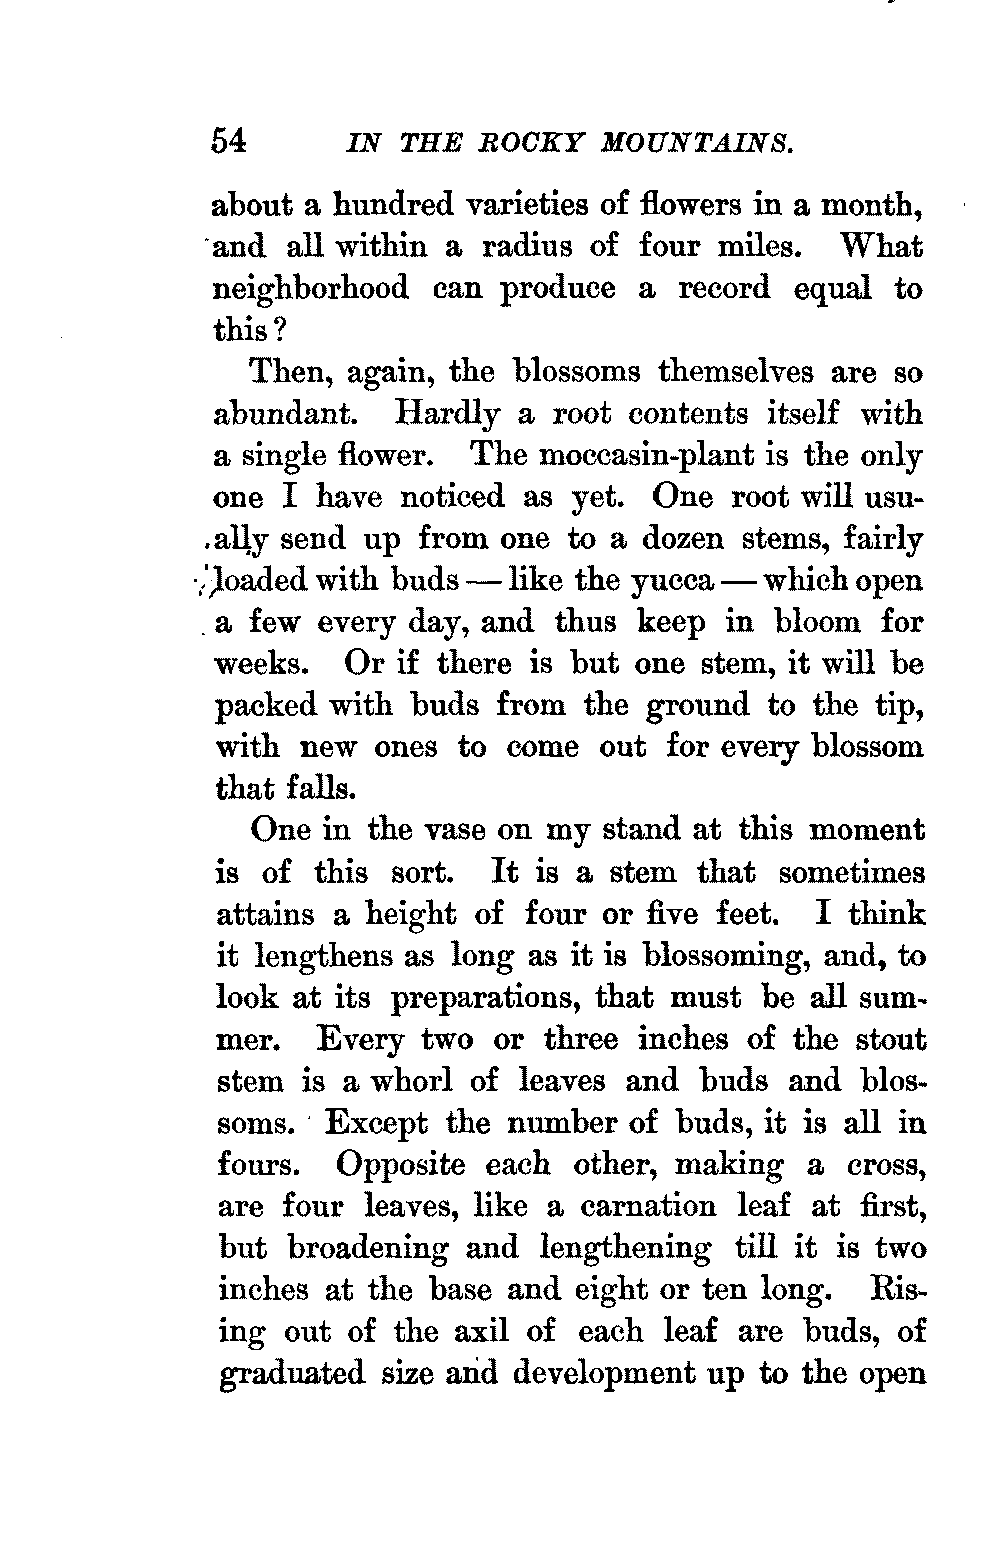 54 IN THE ROCKY MOUNTAINS.
about a hundred varieties of flowers in a month,
and all within a radius of four miles. What
neighborhood can produce a record equal to
this?
Then, again, the blossoms themselves are so
abundant. Hardly a root contents itself with
a single flower. The moccasin-plant is the only
one I have noticed as yet. One root will usu-
ally send up from one to a dozen stems, fairly
loaded with buds — like the yucca — which open
a few every day, and thus keep in bloom for
weeks. Or if there is but one stem, it will be
packed with buds from the ground to the tip,
with new ones to come out for every blossom
that falls.
One in the vase on my stand at this moment
is of this sort. It is a stem that sometimes
attains a height of four or five feet. I think
it lengthens as long as it is blossoming, and, to
look at its preparations, that must be all sum-
mer. Every two or three inches of the stout
stem is a whorl of leaves and buds and blos-
soms. Except the number of buds, it is all in
fours. Opposite each other, making a cross,
are four leaves, like a carnation leaf at first,
but broadening and lengthening till it is two
inches at the base and eight or ten long. Ris-
ing out of the axil of each leaf are buds, of
graduated size and development up to the open